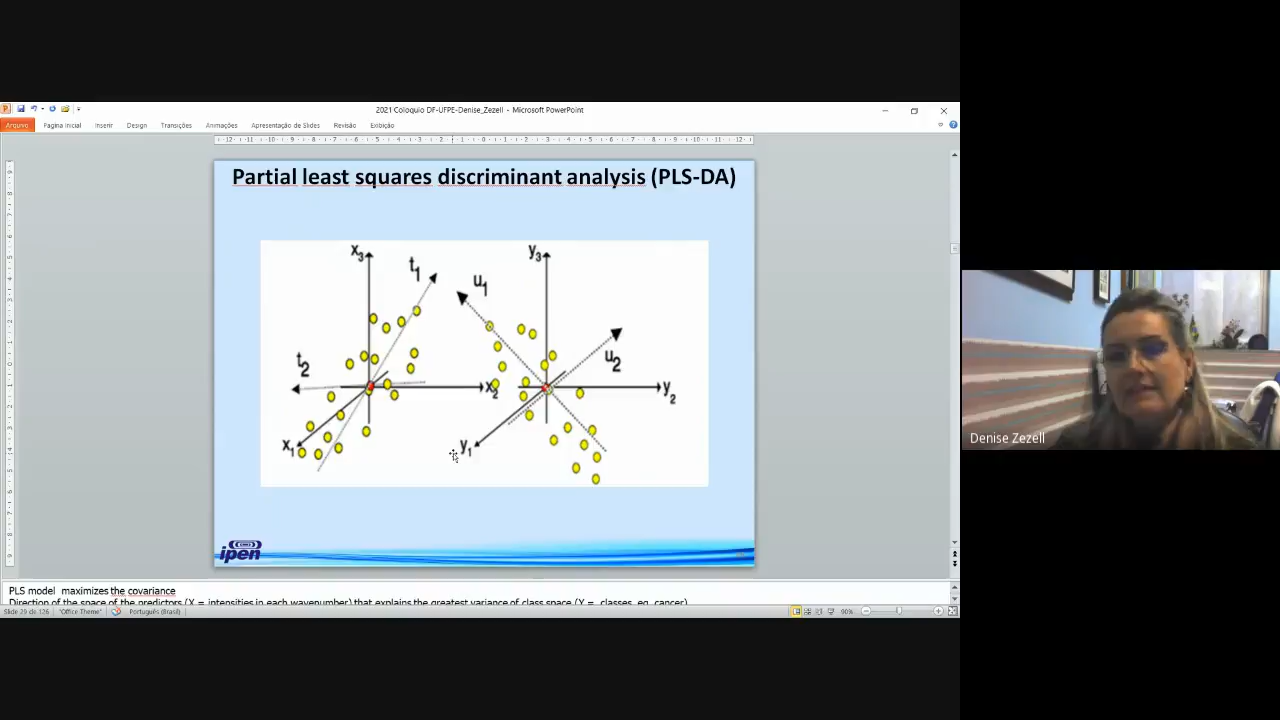 2021 Coloquio DF-UFPE-Denise_Zezell - Microsoft PowerPoint
Arquivo Página Inicial Inserir Design Transições Animações Apresentação de Slides Revisão Exibição
Partial least squares discriminant analysis (PLS-DA)
x3 t1 t2 x2 x1
y3 u1 u2 y2 y1
ipen
PLS model maximizes the covariance
Direction of the space of the predictors (X = intensities in each wavenumber) that explains the greatest variance of class space (Y = classes, eg. cancer)
Slide 29 de 126 "Office Theme" Português (Brasil) 90%
Denise Zezell